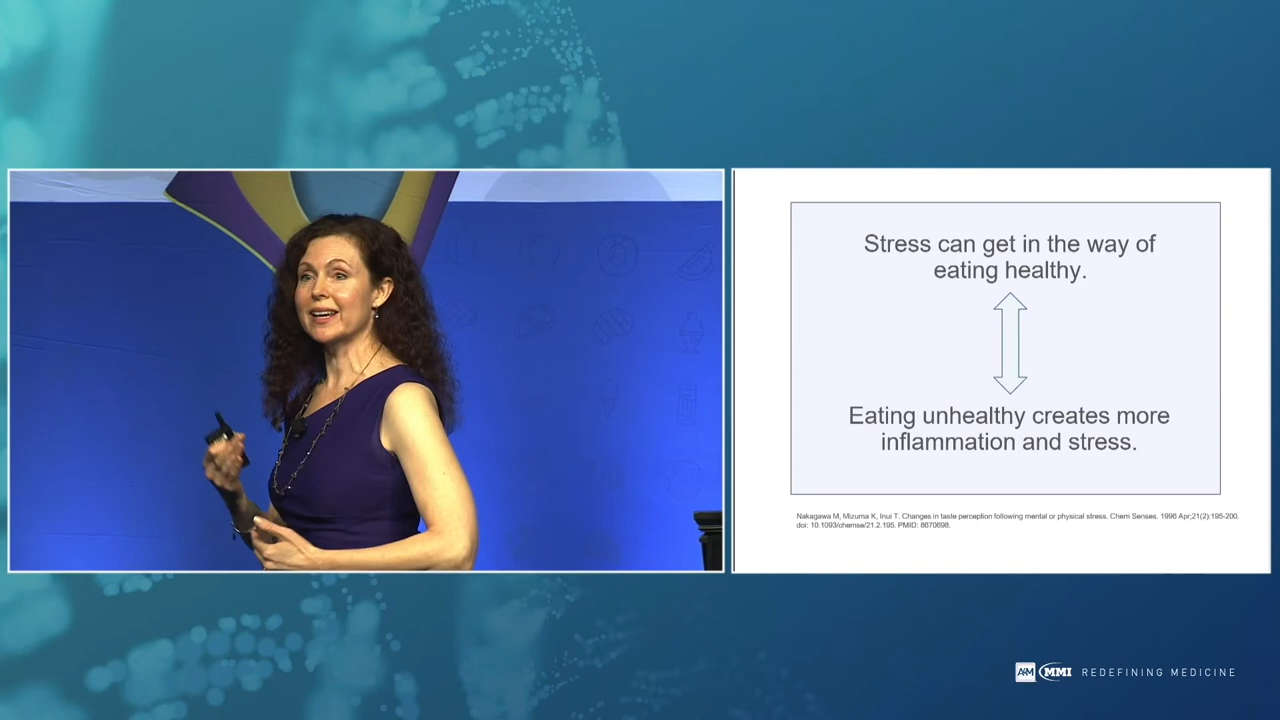 Stress can get in the way of
eating healthy.
Eating unhealthy creates more
inflammation and stress.
Nakagawa M, Mizuma K, Inui T. Changes in taste perception following mental or physical stress. Chem Senses. 1996 Apr;21(2):195-200.
doi: 10.1093/chemse/21.2.195. PMID: 8670698.
A4M MMI REDEFINING MEDICINE